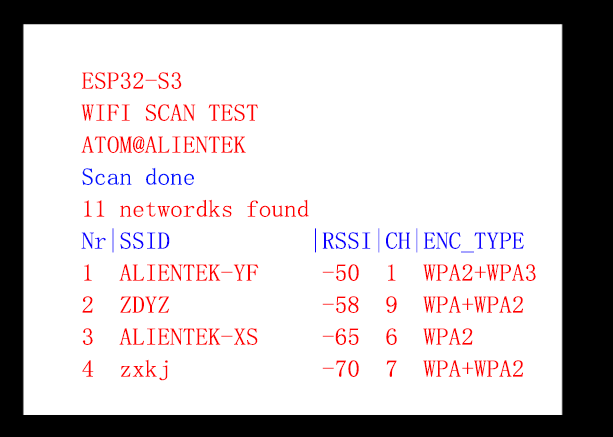 ESP32-S3
WIFI SCAN TEST
ATOM@ALIENTEK
Scan done
11 networdks found
Nr|SSID |RSSI|CH|ENC_TYPE
1 ALIENTEK-YF -50 1 WPA2+WPA3
2 ZDYZ -58 9 WPA+WPA2
3 ALIENTEK-XS -65 6 WPA2
4 zxkj -70 7 WPA+WPA2